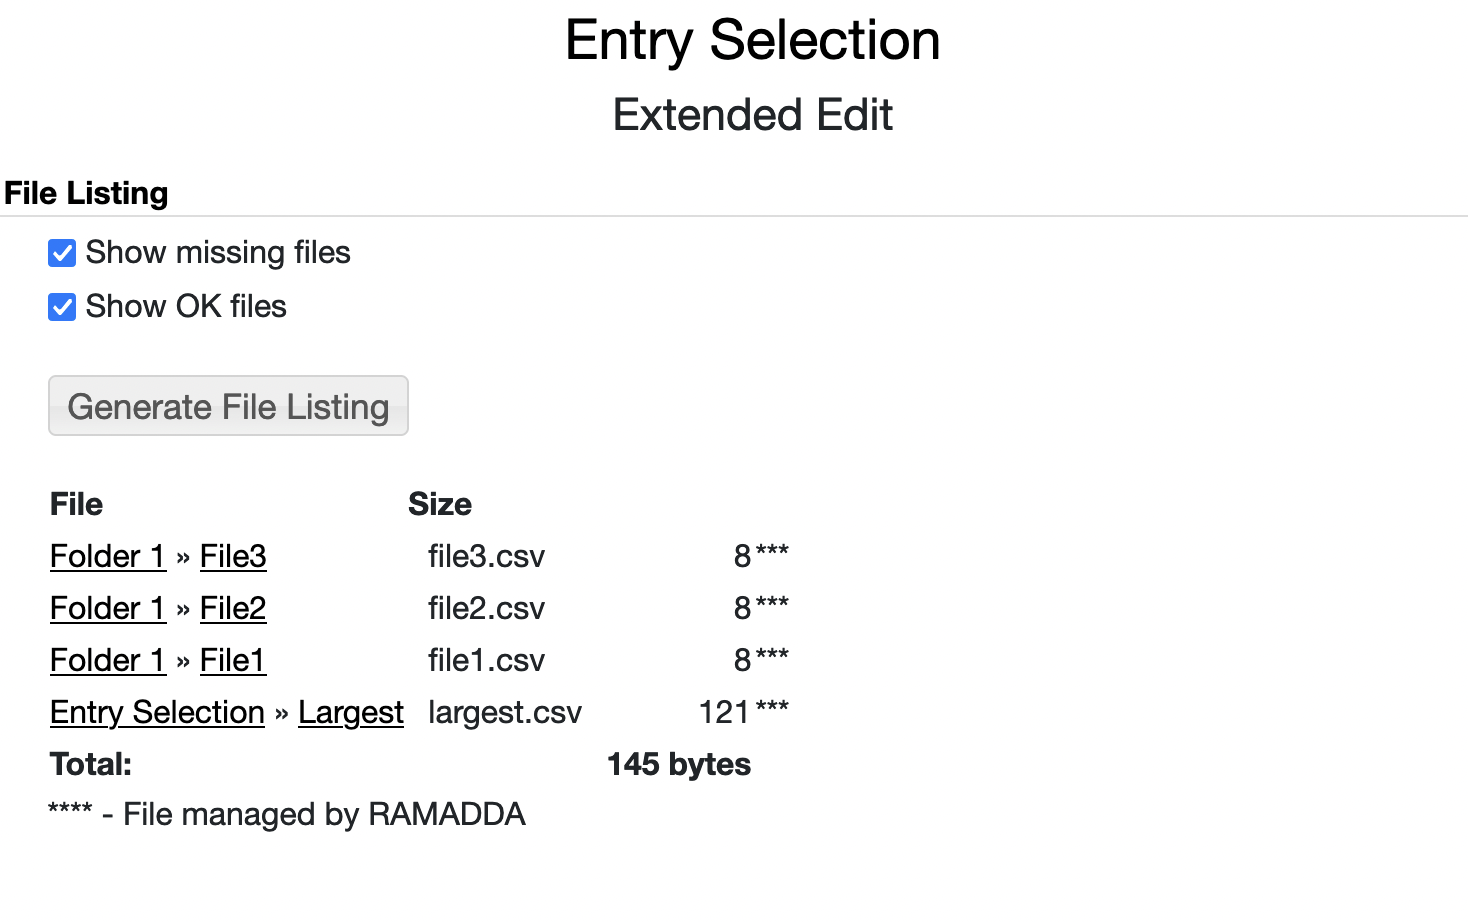 Entry Selection
Extended Edit
File Listing
Show missing files
Show OK files
Generate File Listing
File Size
Folder 1 » File3 file3.csv 8 ***
Folder 1 » File2 file2.csv 8 ***
Folder 1 » File1 file1.csv 8 ***
Entry Selection » Largest largest.csv 121 ***
Total: 145 bytes
**** - File managed by RAMADDA